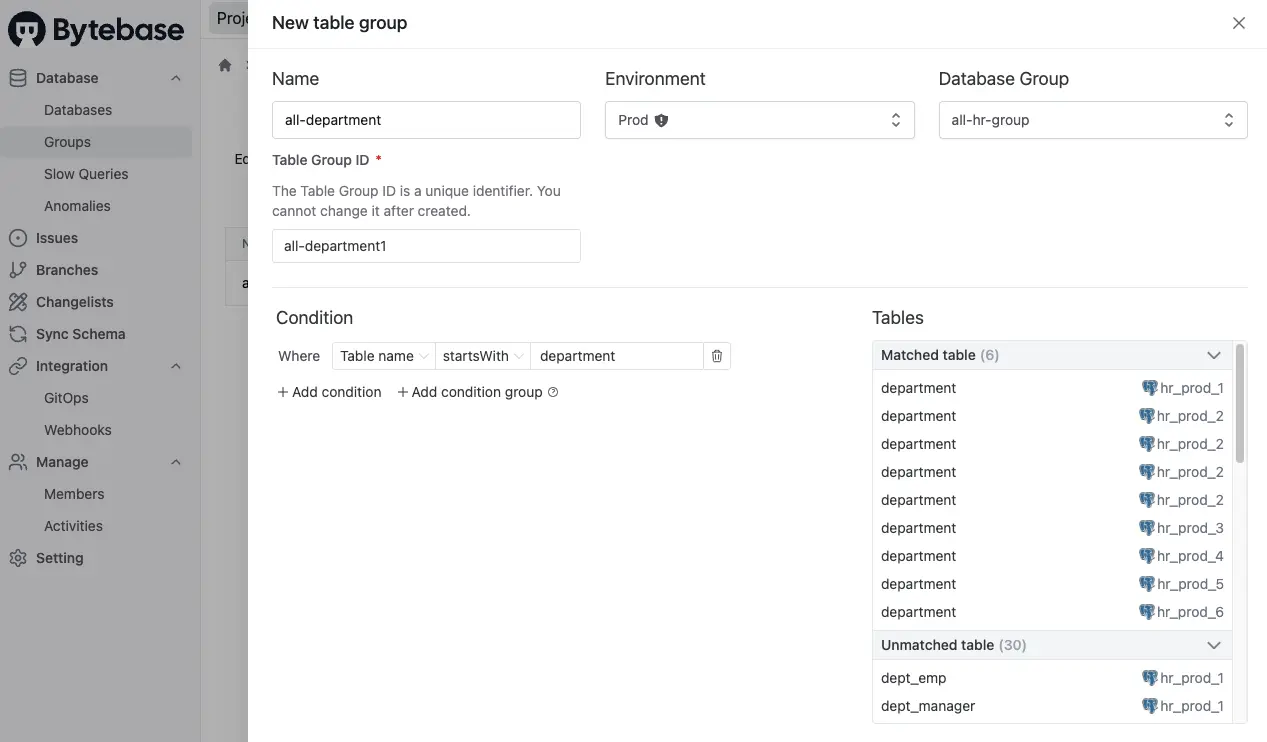 Bytebase
Database
Databases
Groups
Slow Queries
Anomalies
Issues
Branches
Changelists
Sync Schema
Integration
GitOps
Webhooks
Manage
Members
Activities
Setting
New table group
Name
Environment
Database Group
all-department
Prod
all-hr-group
Table Group ID *
The Table Group ID is a unique identifier. You
cannot change it after created.
all-department1
Condition
Where Table name startsWith department
+ Add condition + Add condition group
Tables
Matched table (6)
department hr_prod_1
department hr_prod_2
department hr_prod_2
department hr_prod_2
department hr_prod_2
department hr_prod_3
department hr_prod_4
department hr_prod_5
department hr_prod_6
Unmatched table (30)
dept_emp hr_prod_1
dept_manager hr_prod_1